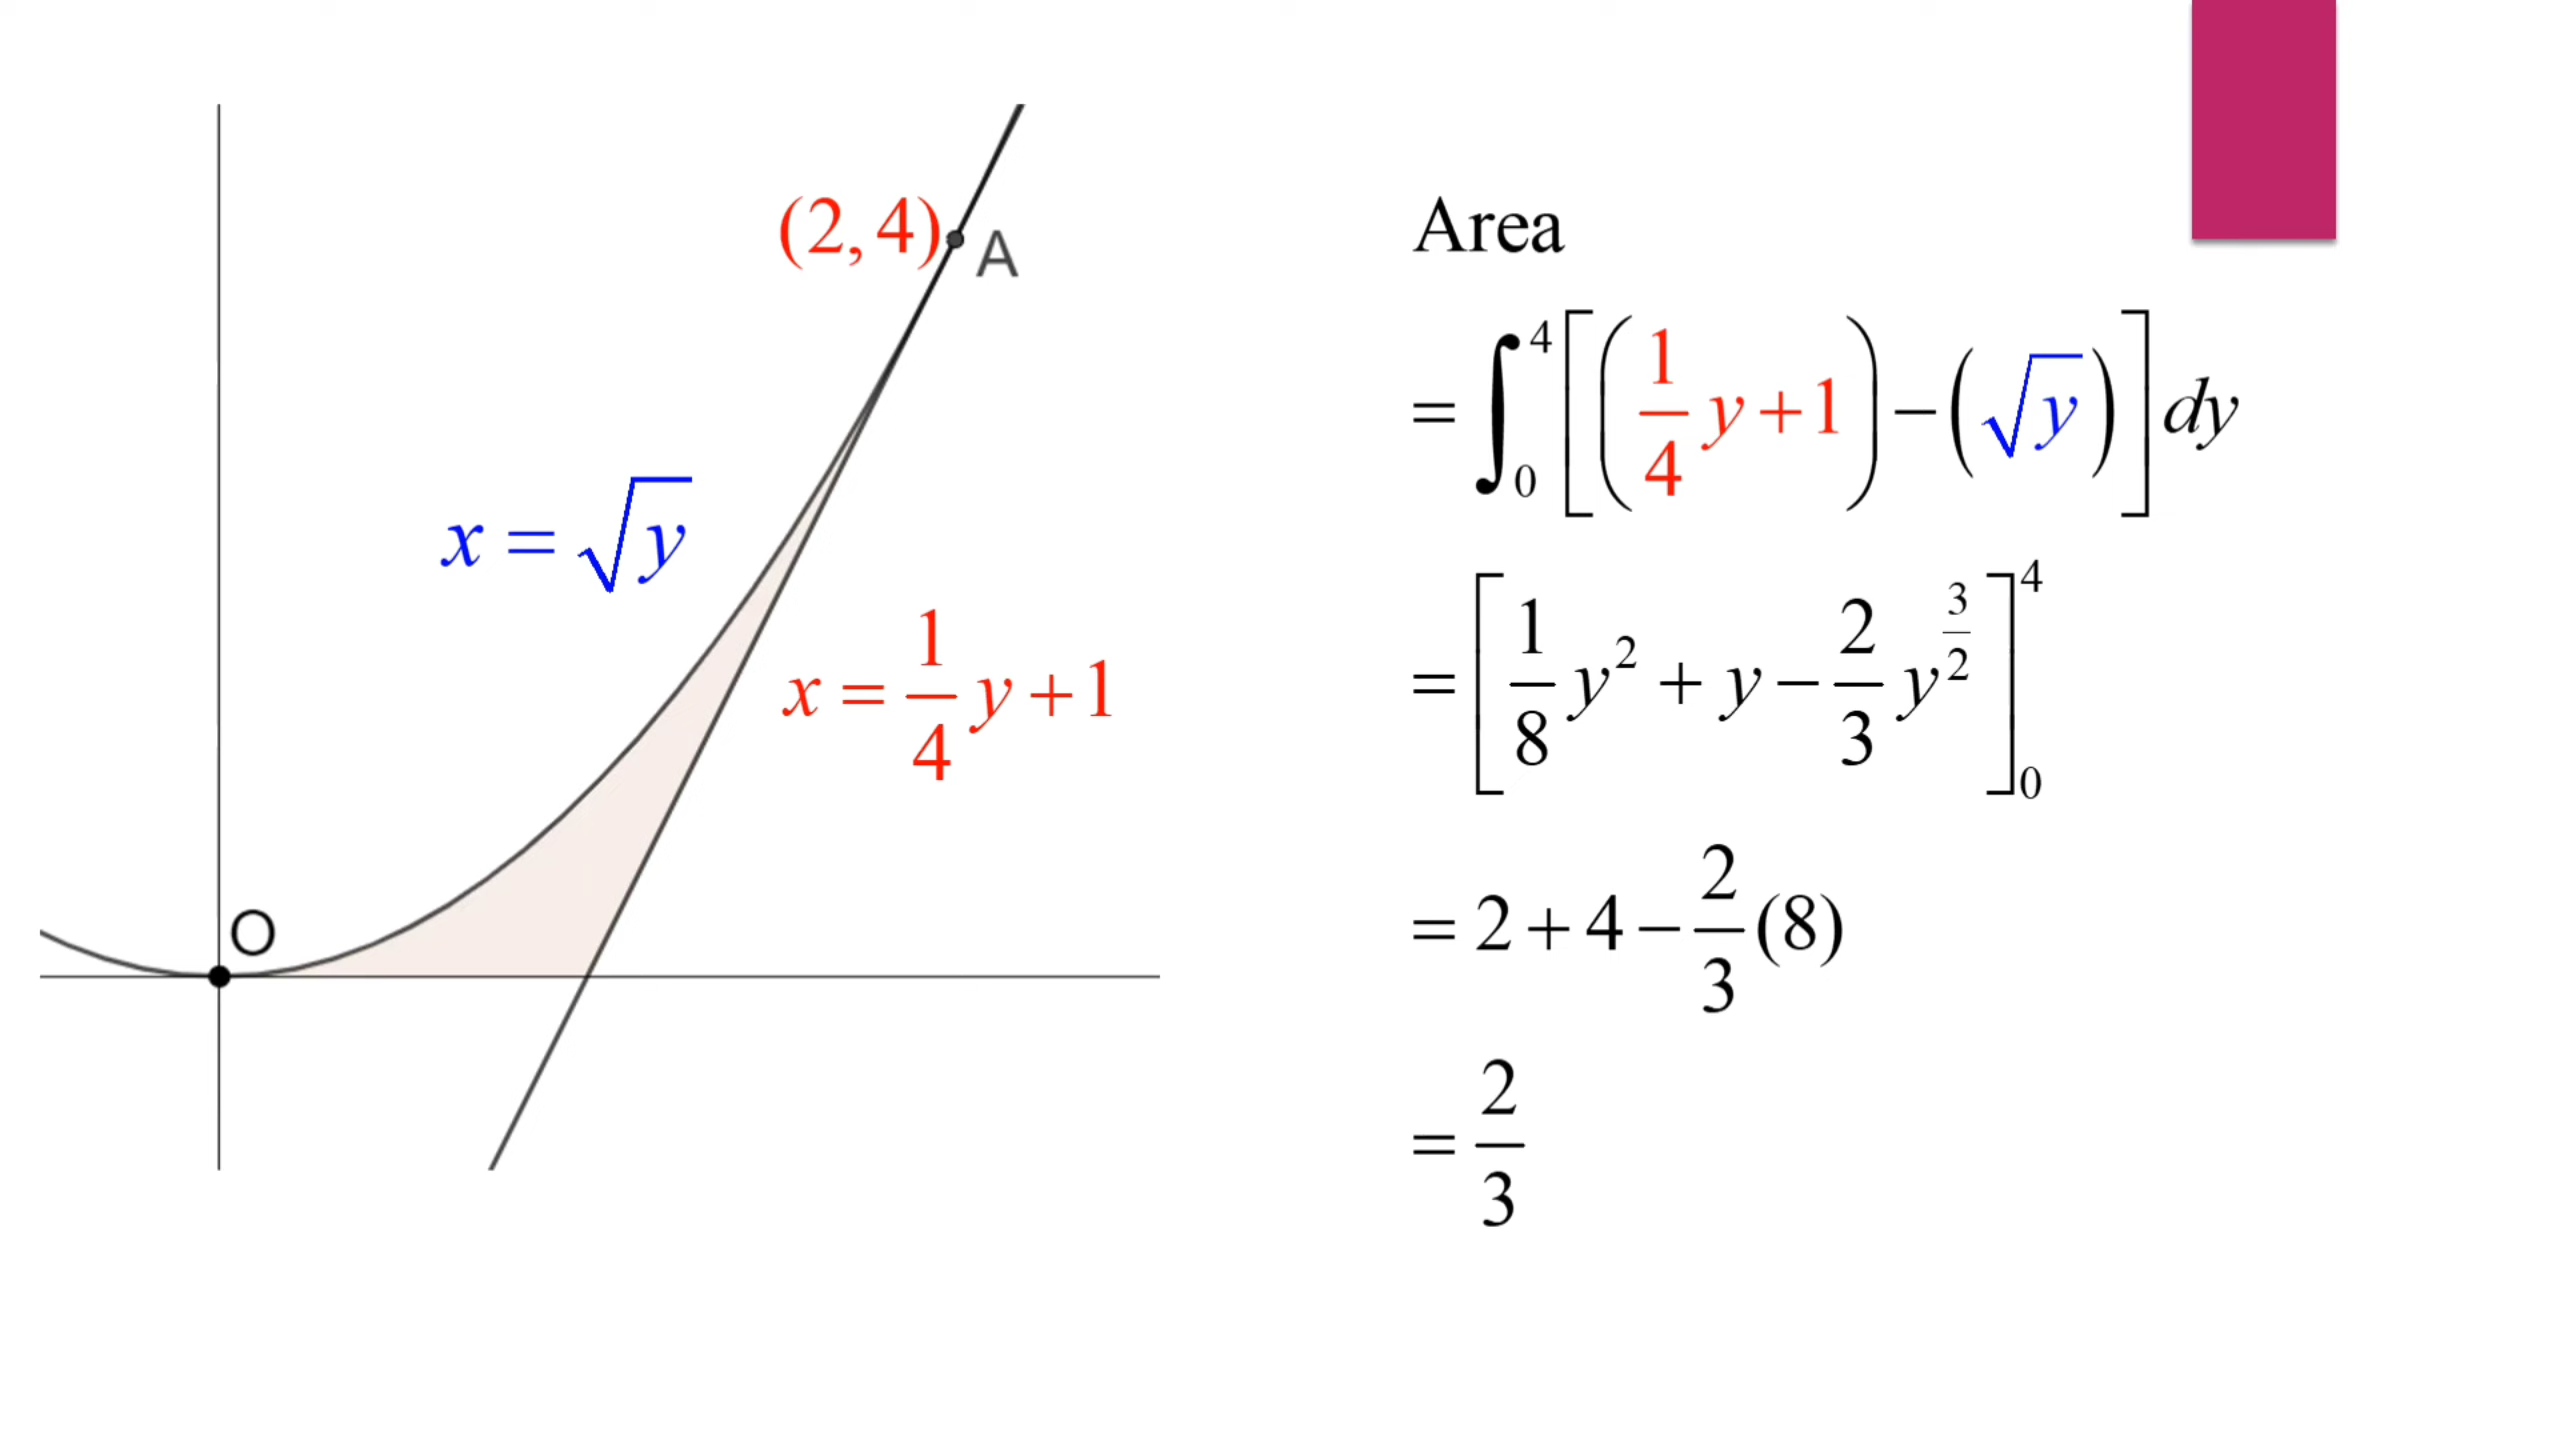 (2, 4)
A
x = √y
x = 1/4 y + 1
O
Area
= ∫₀⁴ [(1/4 y + 1) − (√y)] dy
= [1/8 y² + y − 2/3 y^(3/2)]₀⁴
= 2 + 4 − 2/3 (8)
= 2/3